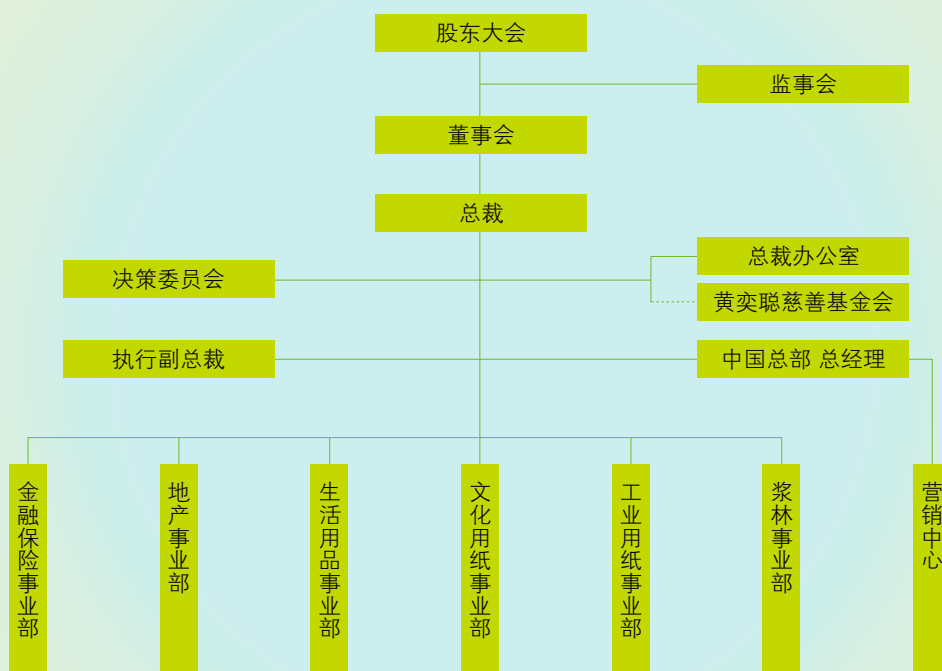 股东大会
监事会
董事会
总裁
总裁办公室
决策委员会
黄奕聪慈善基金会
执行副总裁
中国总部 总经理
金融保险事业部
地产事业部
生活用品事业部
文化用纸事业部
工业用纸事业部
浆林事业部
营销中心